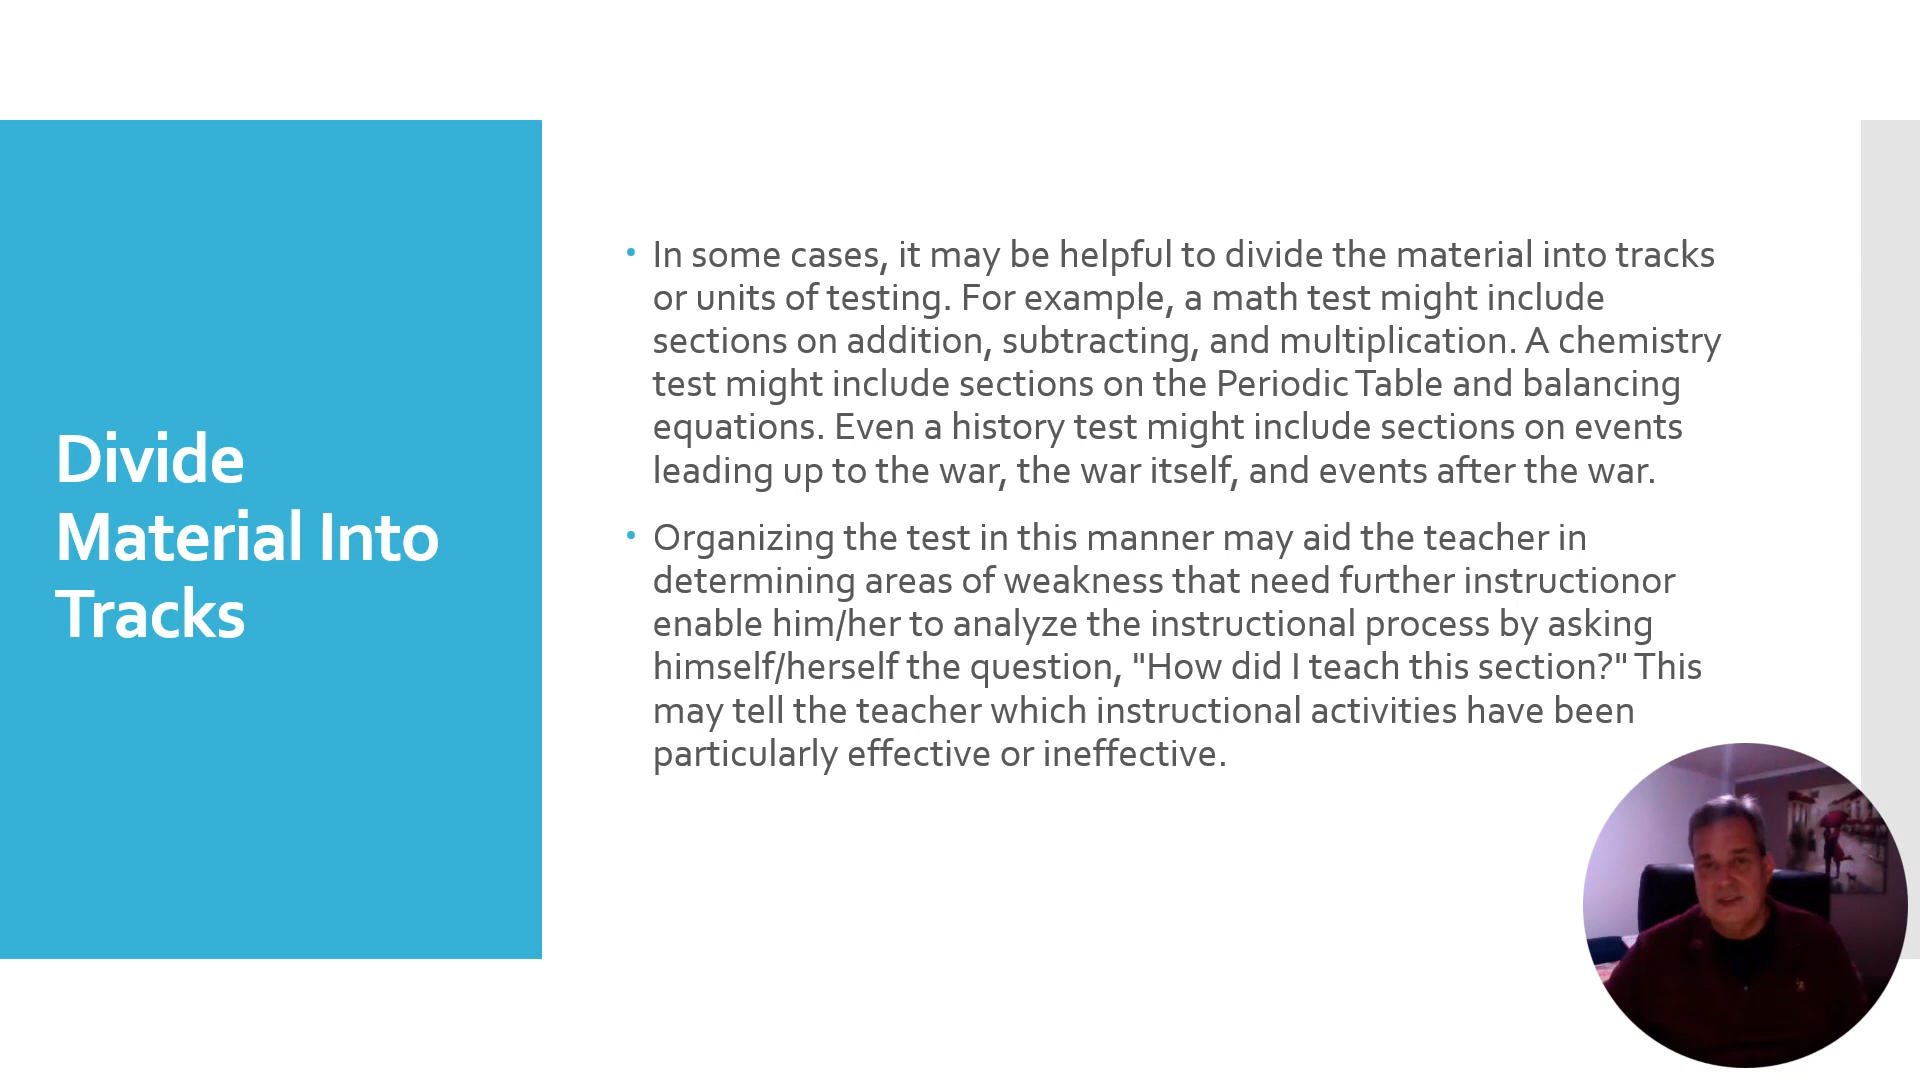 Divide
Material Into
Tracks
• In some cases, it may be helpful to divide the material into tracks
or units of testing. For example, a math test might include
sections on addition, subtracting, and multiplication. A chemistry
test might include sections on the Periodic Table and balancing
equations. Even a history test might include sections on events
leading up to the war, the war itself, and events after the war.
• Organizing the test in this manner may aid the teacher in
determining areas of weakness that need further instructionor
enable him/her to analyze the instructional process by asking
himself/herself the question, "How did I teach this section?" This
may tell the teacher which instructional activities have been
particularly effective or ineffective.